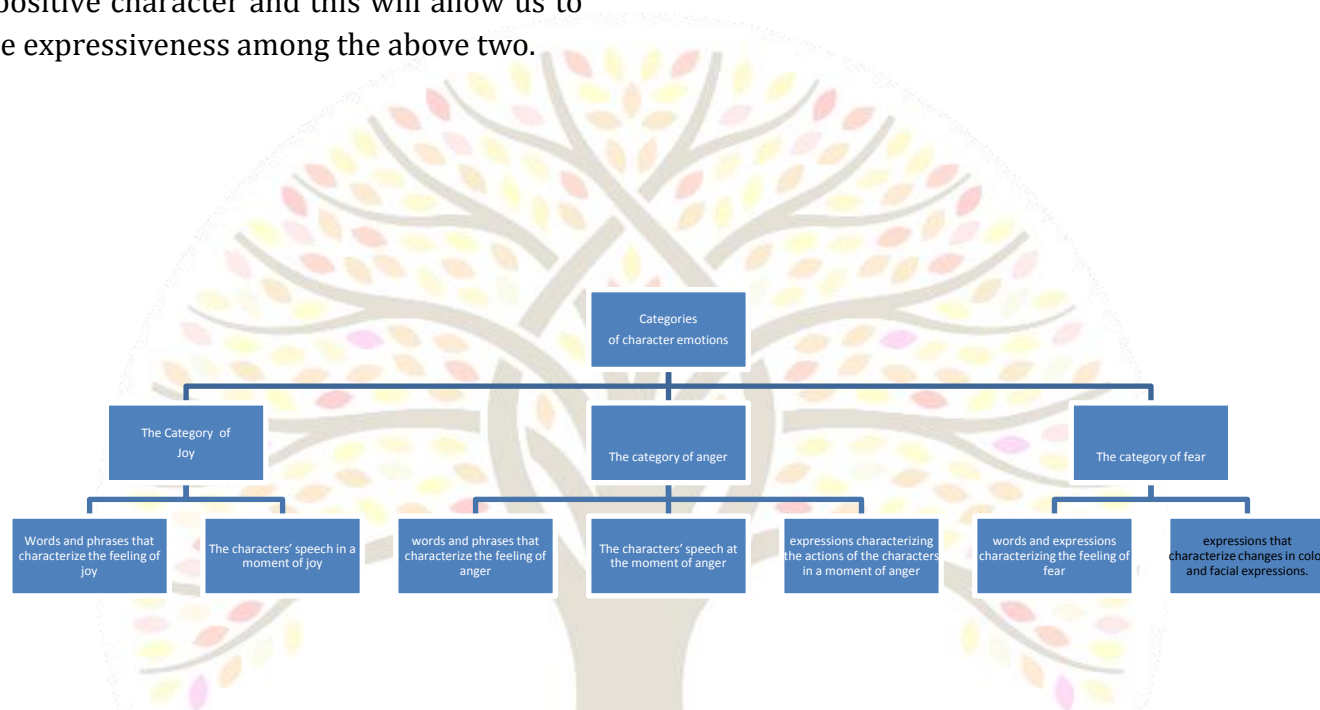 positive character and this will allow us to
e expressiveness among the above two.
Categories
of character emotions
The Category of
Joy
The category of anger
The category of fear
Words and phrases that
characterize the feeling of
joy
The characters' speech in a
moment of joy
words and phrases that
characterize the feeling of
anger
The characters' speech at
the moment of anger
expressions characterizing
the actions of the characters
in a moment of anger
words and expressions
characterizing the feeling of
fear
expressions that
characterize changes in colo
and facial expressions.